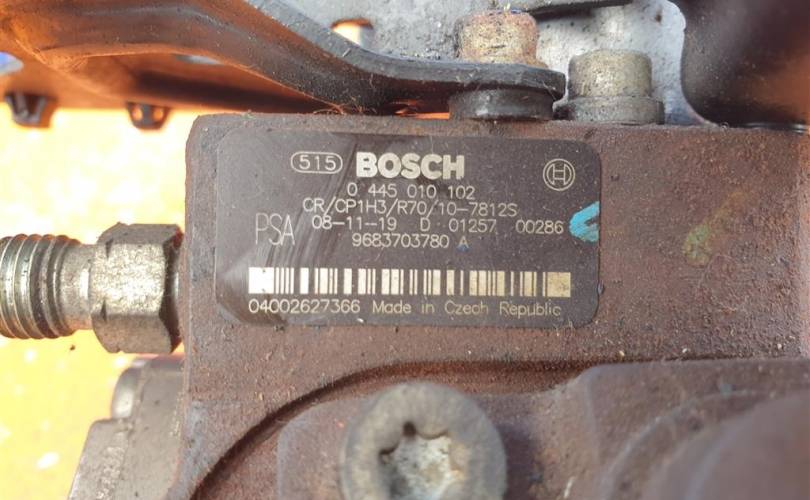 515 BOSCH
0 445 010 102
CR/CP1H3/R70/10-7812S
PSA 08-11-19 D 01257 00286
9683703780 A
04002627366 Made in Czech Republic